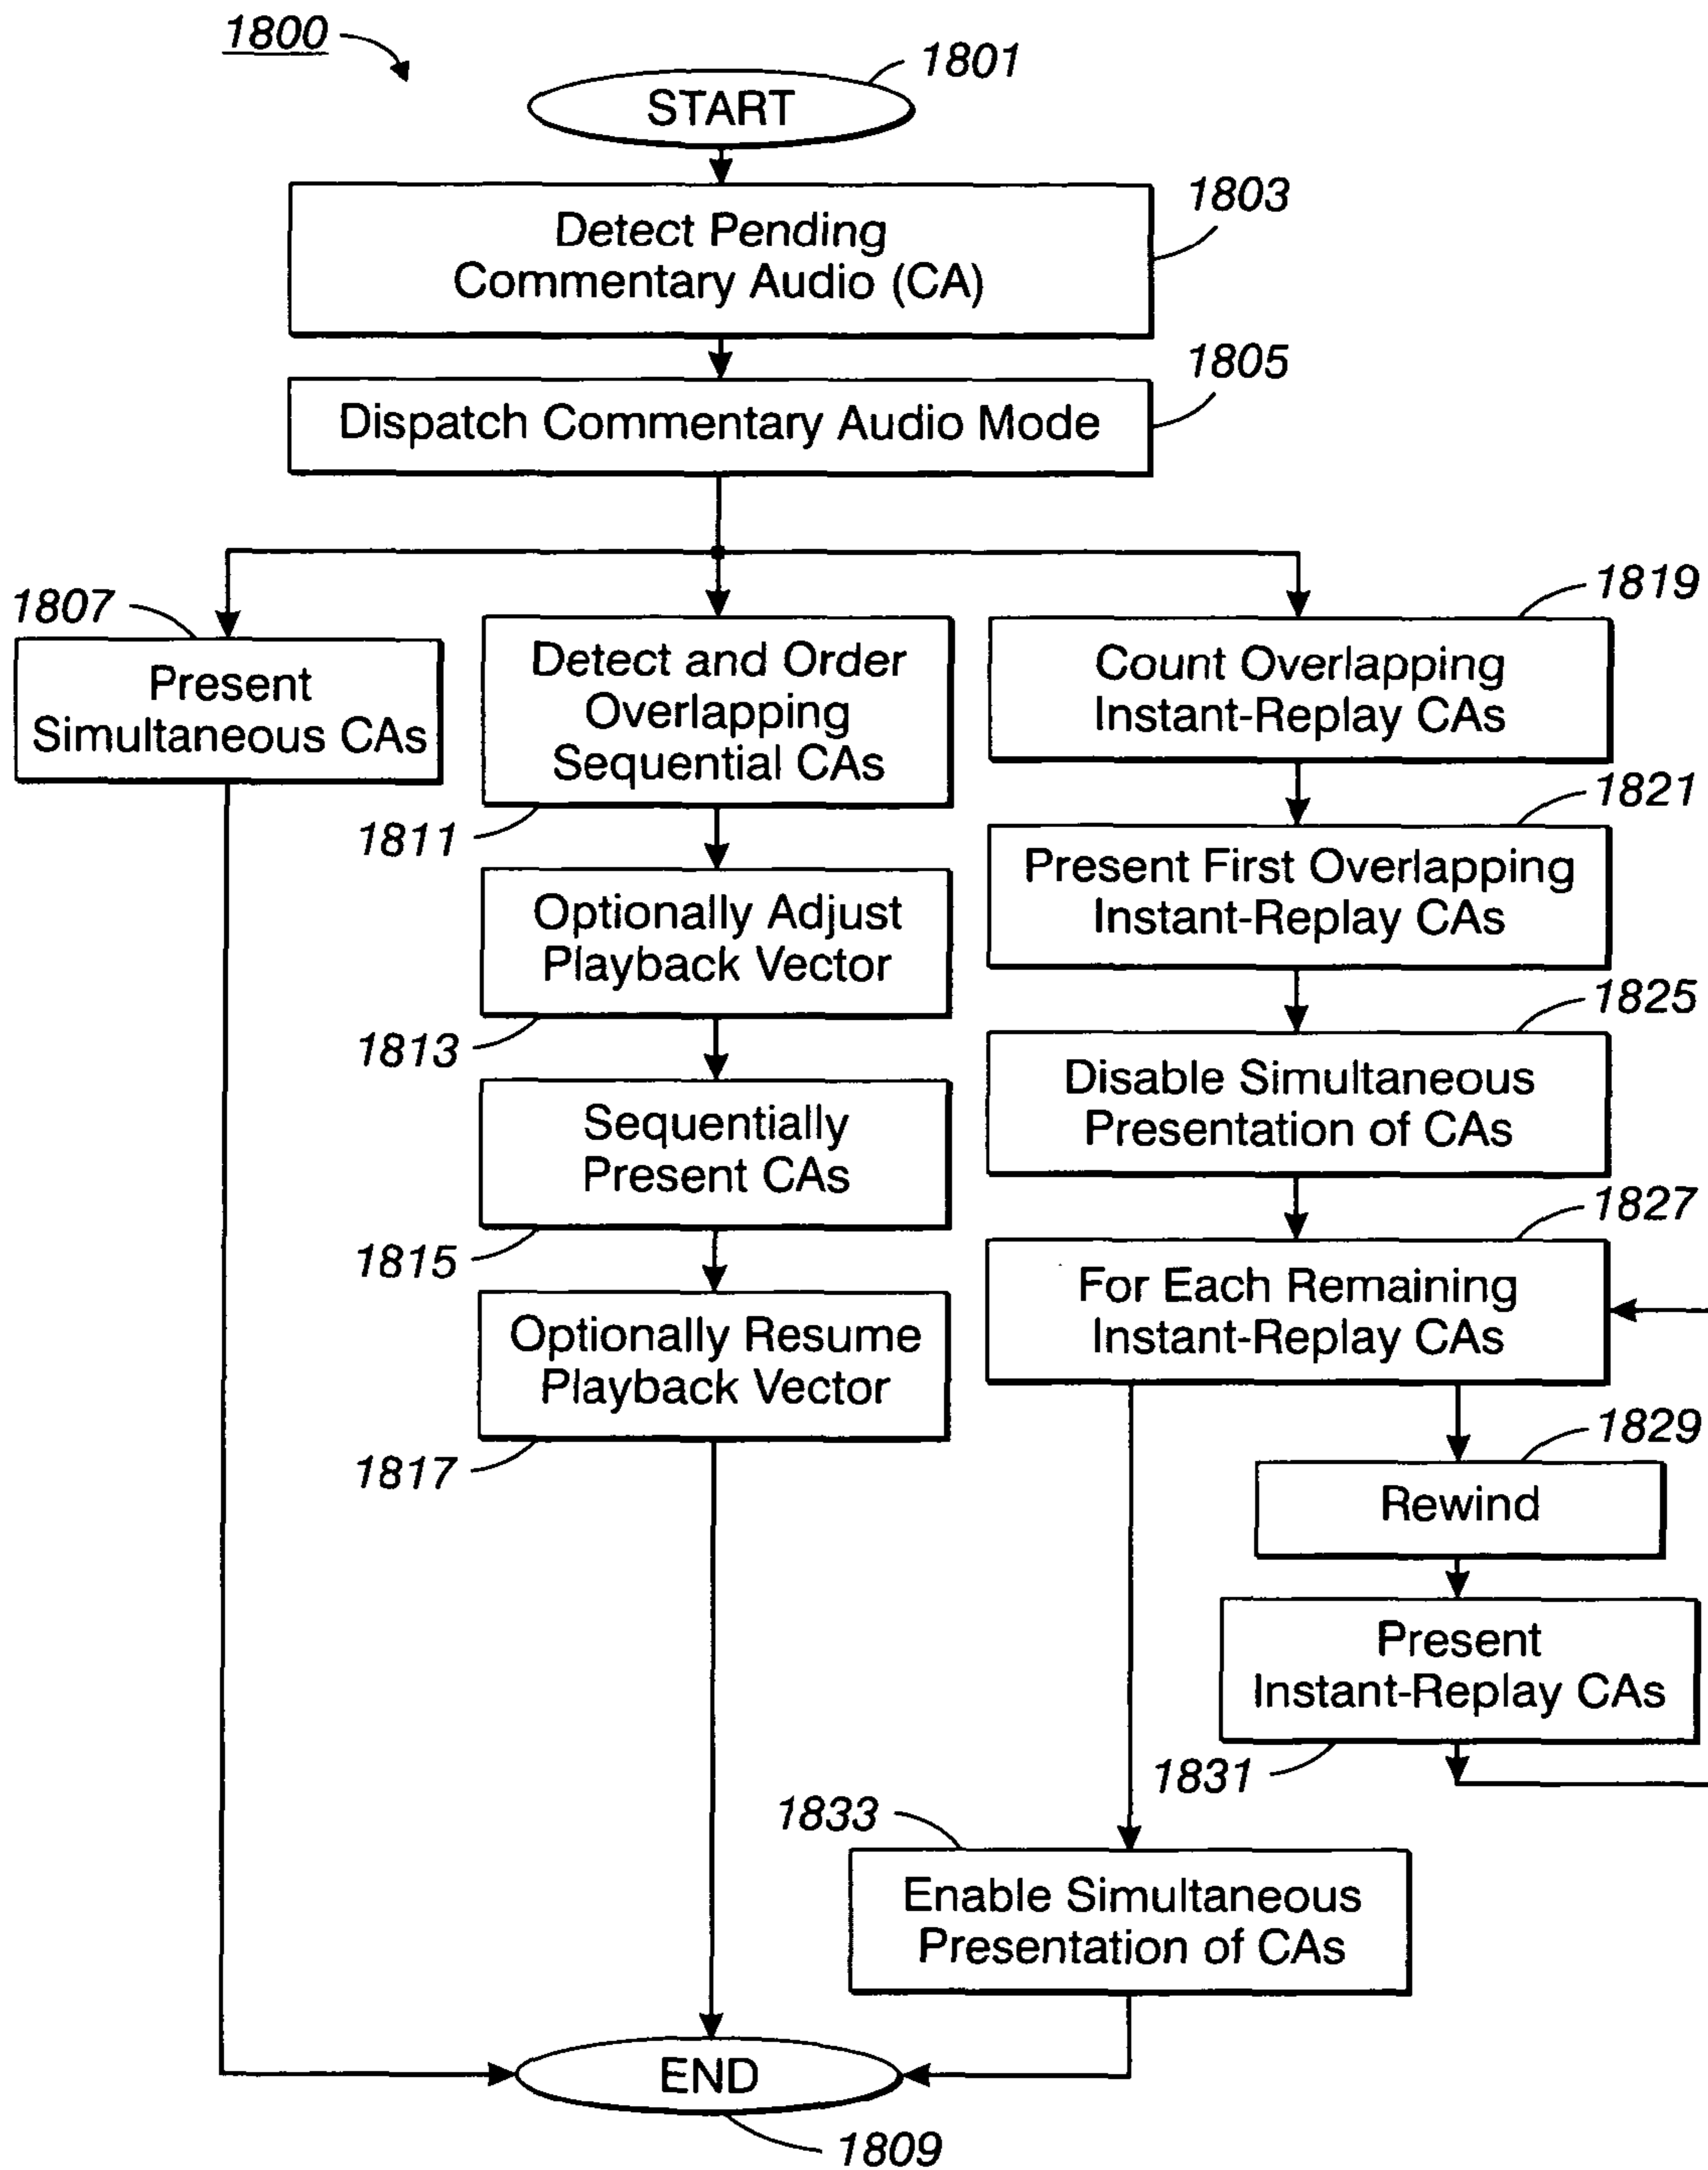 1800
1801
START
1803
Detect Pending
Commentary Audio (CA)
1805
Dispatch Commentary Audio Mode
1807
Present
Simultaneous CAs
Detect and Order
Overlapping
Sequential CAs
1811
Optionally Adjust
Playback Vector
1813
Sequentially
Present CAs
1815
Optionally Resume
Playback Vector
1817
1819
Count Overlapping
Instant-Replay CAs
1821
Present First Overlapping
Instant-Replay CAs
1825
Disable Simultaneous
Presentation of CAs
1827
For Each Remaining
Instant-Replay CAs
1829
Rewind
Present
Instant-Replay CAs
1831
1833
Enable Simultaneous
Presentation of CAs
END
1809